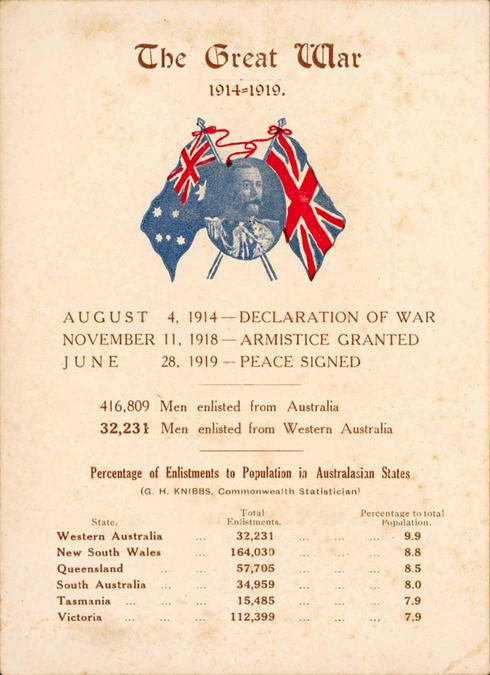 The Great War
1914=1919.
AUGUST 4, 1914—DECLARATION OF WAR
NOVEMBER 11, 1918—ARMISTICE GRANTED
JUNE 28, 1919—PEACE SIGNED
416,809 Men enlisted from Australia
32,231 Men enlisted from Western Australia
Percentage of Enlistments to Population in Australasian States
(G. H. KNIBBS, Commonwealth Statistician)
State. Total Enlistments. Percentage to total Population.
Western Australia ... 32,231 ... ... ... 9.9
New South Wales ... 164,030 ... ... ... 8.8
Queensland .. ... 57,705 ... ... ... 8.5
South Australia ... ... 34,959 ... ... ... 8.0
Tasmania ... ... ... 15,485 ... ... ... 7.9
Victoria ... ... ... 112,399 ... ... ... 7.9